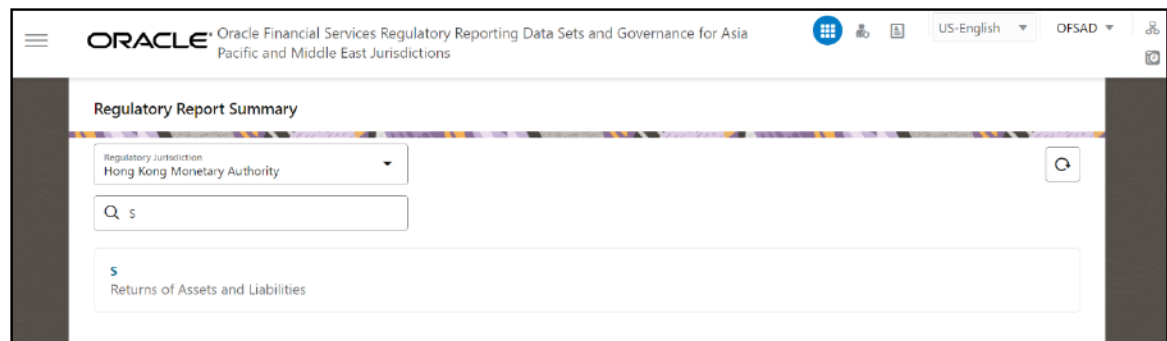 ORACLE Oracle Financial Services Regulatory Reporting Data Sets and Governance for Asia
Pacific and Middle East Jurisdictions
US-English
OFSAD
Regulatory Report Summary
Regulatory Jurisdiction
Hong Kong Monetary Authority
S
S
Returns of Assets and Liabilities